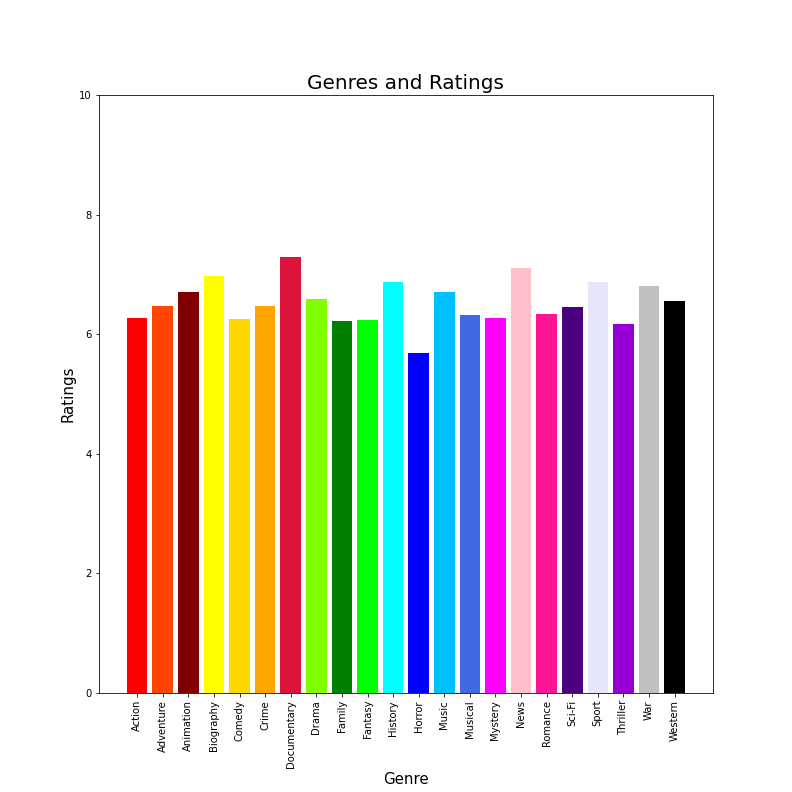 Genres and Ratings
10
8
6
4
2
0
Ratings
Action
Adventure
Animation
Biography
Comedy
Crime
Documentary
Drama
Family
Fantasy
History
Horror
Music
Musical
Mystery
News
Romance
Sci-Fi
Sport
Thriller
War
Western
Genre